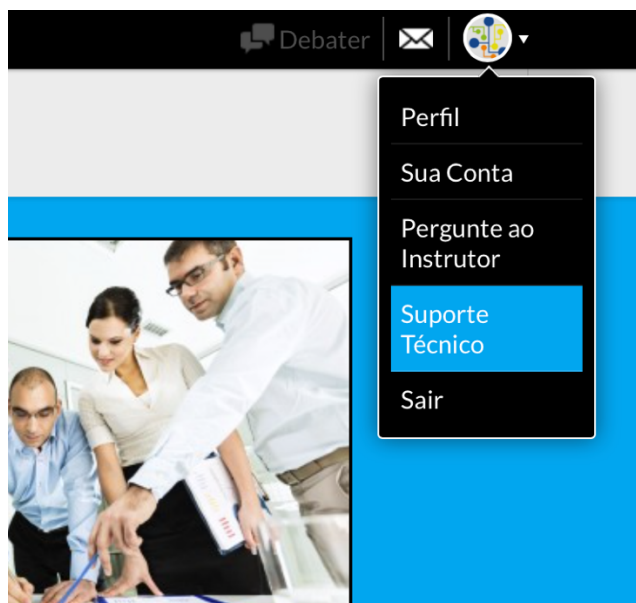 Debater
Perfil
Sua Conta
Pergunte ao
Instrutor
Suporte
Técnico
Sair